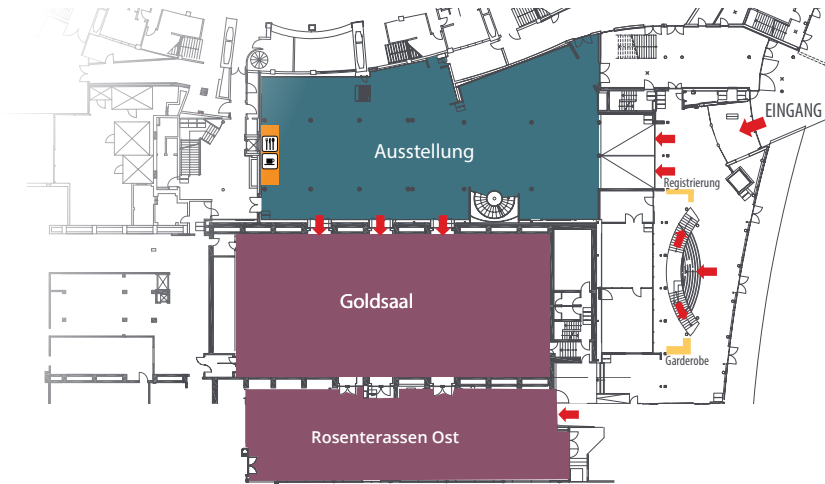 EINGANG
Ausstellung
Registrierung
Goldsaal
Garderobe
Rosenterassen Ost